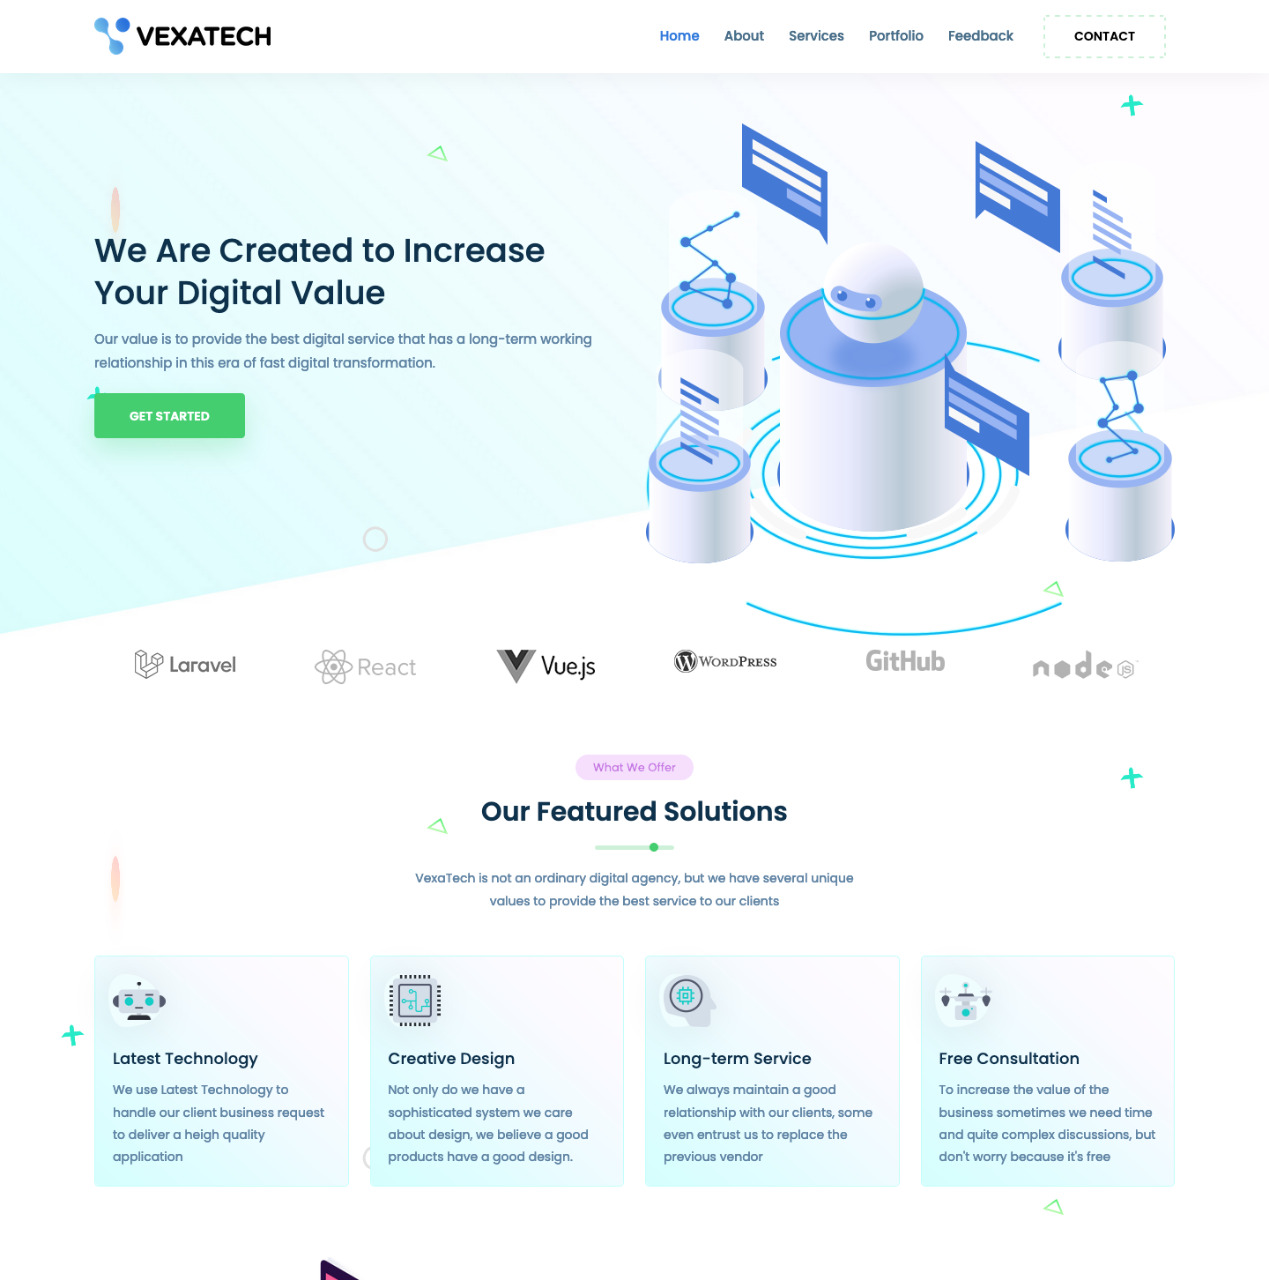 VEXATECH
Home
About
Services
Portfolio
Feedback
CONTACT
We Are Created to Increase
Your Digital Value
Our value is to provide the best digital service that has a long-term working
relationship in this era of fast digital transformation.
GET STARTED
Laravel
React
Vue.js
WORDPRESS
GitHub
node
JS
What We Offer
Our Featured Solutions
VexaTech is not an ordinary digital agency, but we have several unique
values to provide the best service to our clients
Latest Technology
We use Latest Technology to
handle our client business request
to deliver a heigh quality
application
Creative Design
Not only do we have a
sophisticated system we care
about design, we believe a good
products have a good design.
Long-term Service
We always maintain a good
relationship with our clients, some
even entrust us to replace the
previous vendor
Free Consultation
To increase the value of the
business sometimes we need time
and quite complex discussions, but
don't worry because it's free